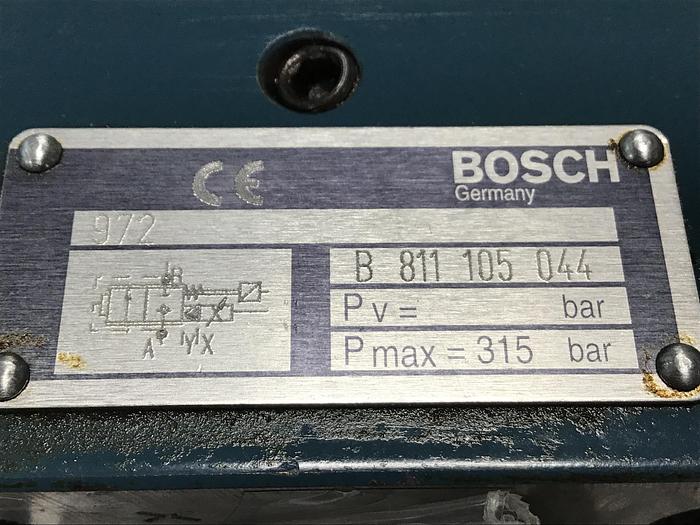 CE
BOSCH
Germany
972
B 811 105 044
Pv = bar
Pmax = 315 bar
B
A Y X